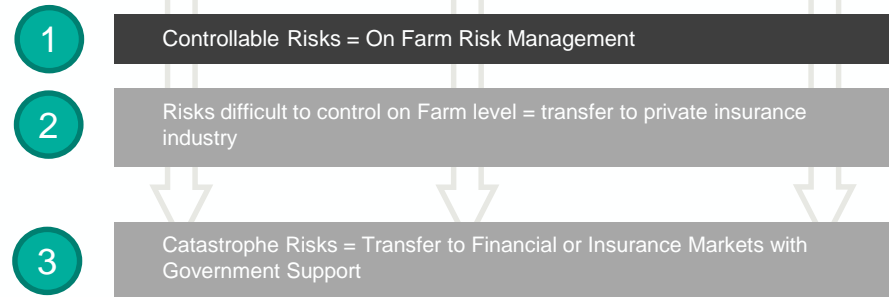 1
Controllable Risks = On Farm Risk Management
2
Risks difficult to control on Farm level = transfer to private insurance
industry
3
Catastrophe Risks = Transfer to Financial or Insurance Markets with
Government Support